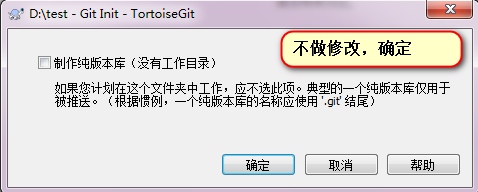 D:\test - Git Init - TortoiseGit
不做修改，确定
制作纯版本库（没有工作目录）
如果您计划在这个文件夹中工作，应不选此项。典型的一个纯版本库仅用于
被推送。（根据惯例，一个纯版本库的名称应使用 '.git' 结尾）
确定 取消 帮助